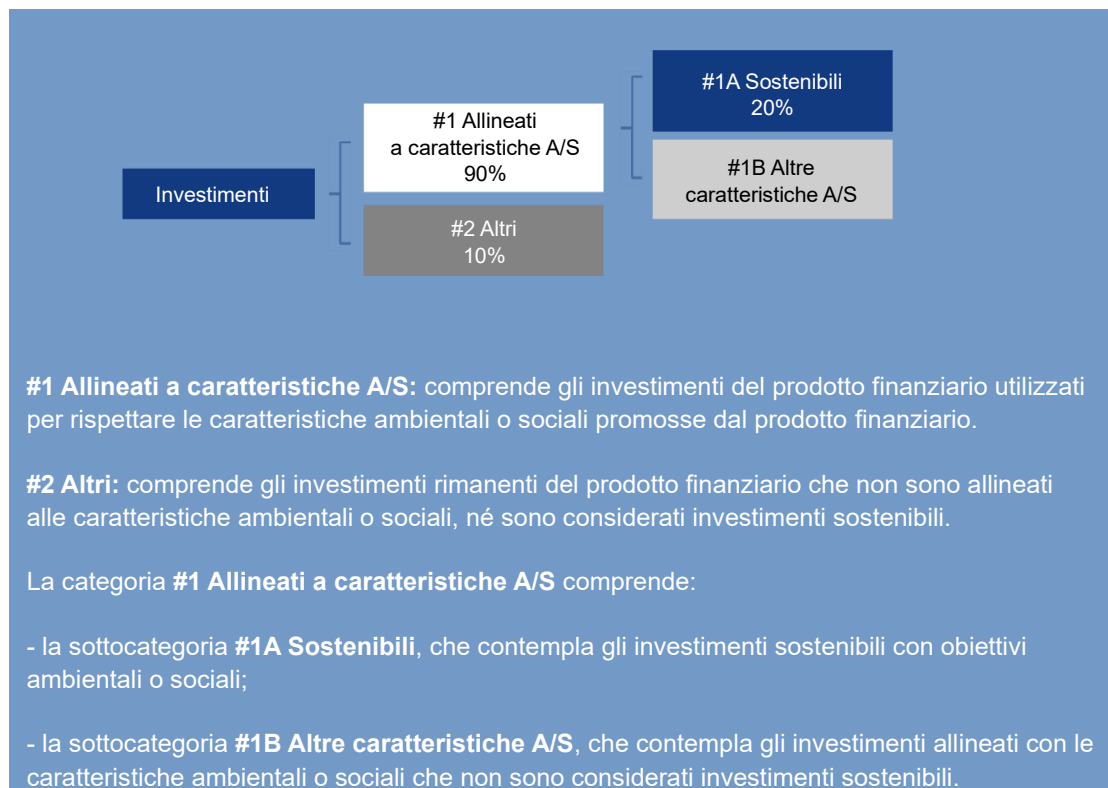 #1A Sostenibili
20%
#1 Allineati
a caratteristiche A/S
90%
#1B Altre
caratteristiche A/S
Investimenti
#2 Altri
10%
#1 Allineati a caratteristiche A/S: comprende gli investimenti del prodotto finanziario utilizzati
per rispettare le caratteristiche ambientali o sociali promosse dal prodotto finanziario.
#2 Altri: comprende gli investimenti rimanenti del prodotto finanziario che non sono allineati
alle caratteristiche ambientali o sociali, né sono considerati investimenti sostenibili.
La categoria #1 Allineati a caratteristiche A/S comprende:
- la sottocategoria #1A Sostenibili, che contempla gli investimenti sostenibili con obiettivi
ambientali o sociali;
- la sottocategoria #1B Altre caratteristiche A/S, che contempla gli investimenti allineati con le
caratteristiche ambientali o sociali che non sono considerati investimenti sostenibili.